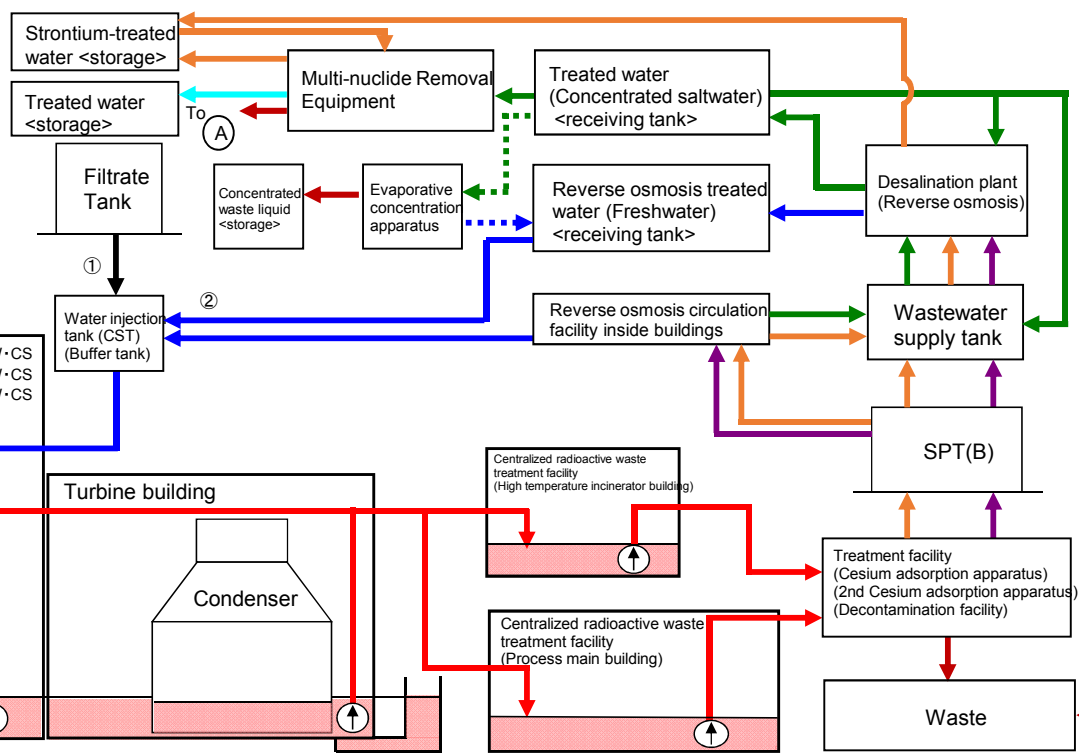 Strontium-treated
water <storage>
Multi-nuclide Removal
Equipment
Treated water
(Concentrated saltwater)
<receiving tank>
Treated water
<storage>
To
A
Filtrate
Tank
Concentrated
waste liquid
<storage>
Evaporative
concentration
apparatus
Reverse osmosis treated
water (Freshwater)
<receiving tank>
Desalination plant
(Reverse osmosis)
①
②
Water injection
tank (CST)
(Buffer tank)
Reverse osmosis circulation
facility inside buildings
Wastewater
supply tank
・CS
・CS
・CS
SPT(B)
Turbine building
Condenser
Centralized radioactive waste
treatment facility
(High temperature incinerator building)
Treatment facility
(Cesium adsorption apparatus)
(2nd Cesium adsorption apparatus)
(Decontamination facility)
Centralized radioactive waste
treatment facility
(Process main building)
Waste